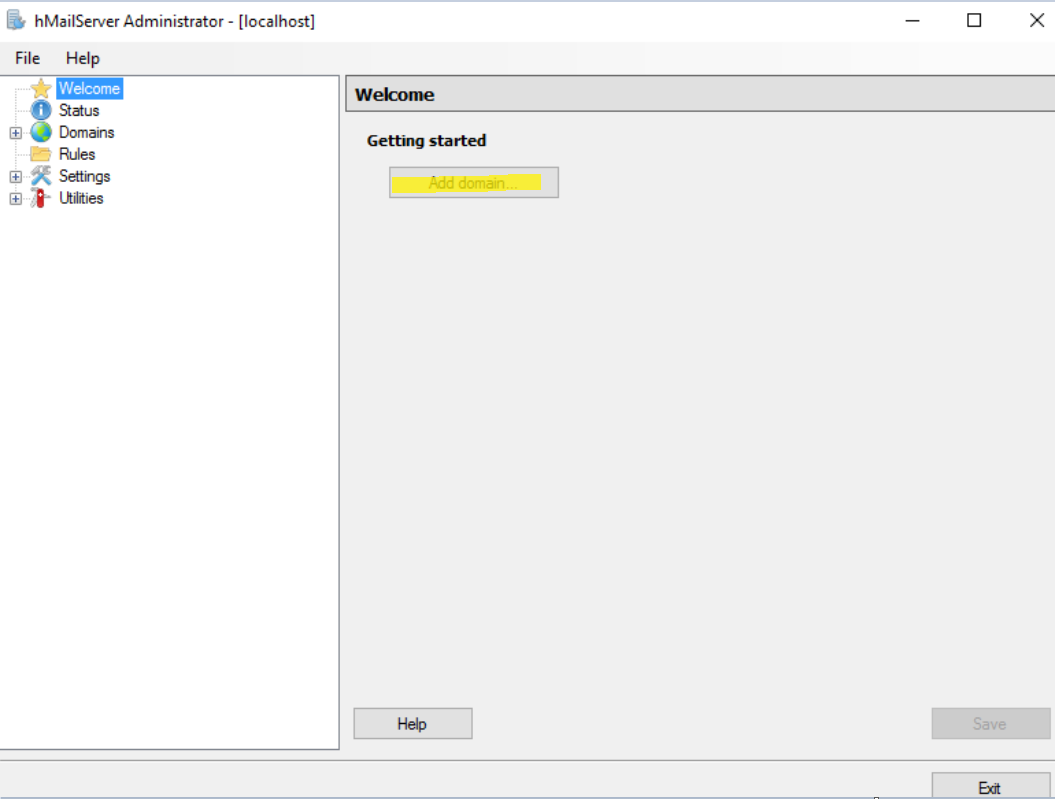 hMailServer Administrator - [localhost]
File Help
Welcome
Status
Domains
Rules
Settings
Utilities
Welcome
Getting started
Add domain...
Help
Save
Exit